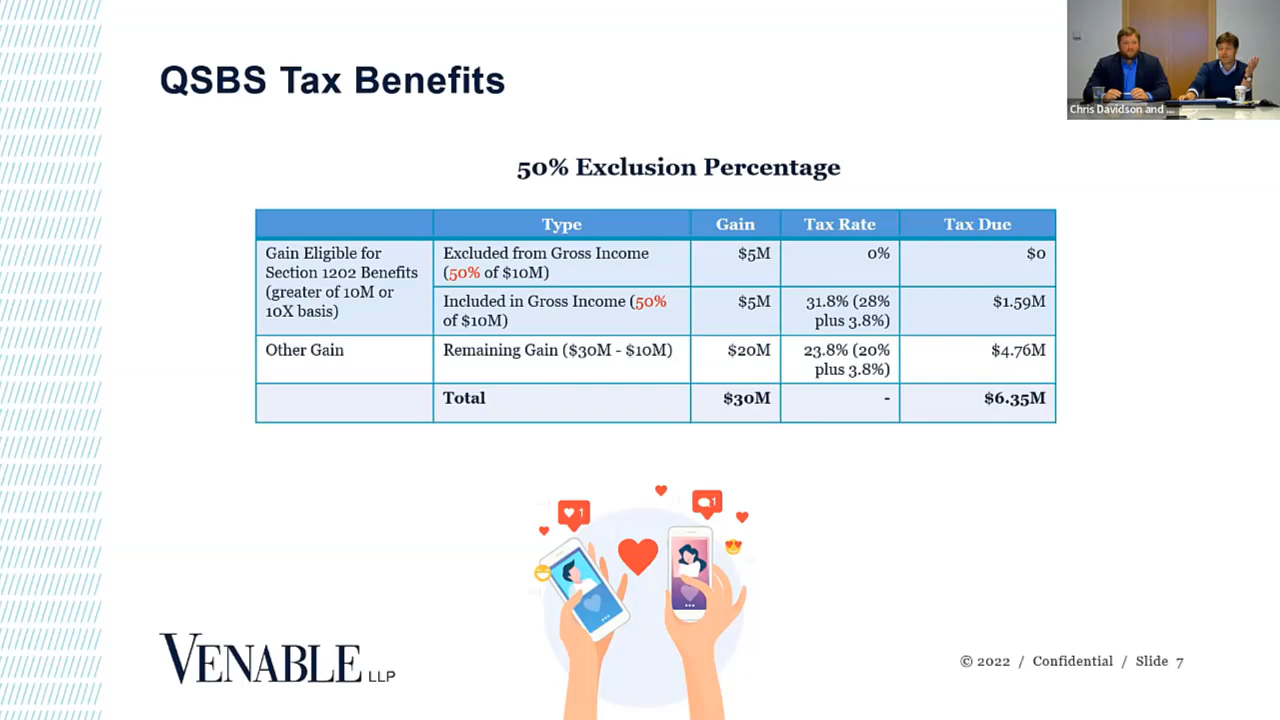 QSBS Tax Benefits
Chris Davidson and ...
50% Exclusion Percentage
Type Gain Tax Rate Tax Due
Gain Eligible for
Section 1202 Benefits
(greater of 10M or
10X basis)
Excluded from Gross Income
(50% of $10M)
$5M
0%
$0
Included in Gross Income (50%
of $10M)
$5M
31.8% (28%
plus 3.8%)
$1.59M
Other Gain
Remaining Gain ($30M - $10M)
$20M
23.8% (20%
plus 3.8%)
$4.76M
Total $30M - $6.35M
1
1
VENABLE LLP
© 2022 / Confidential / Slide 7